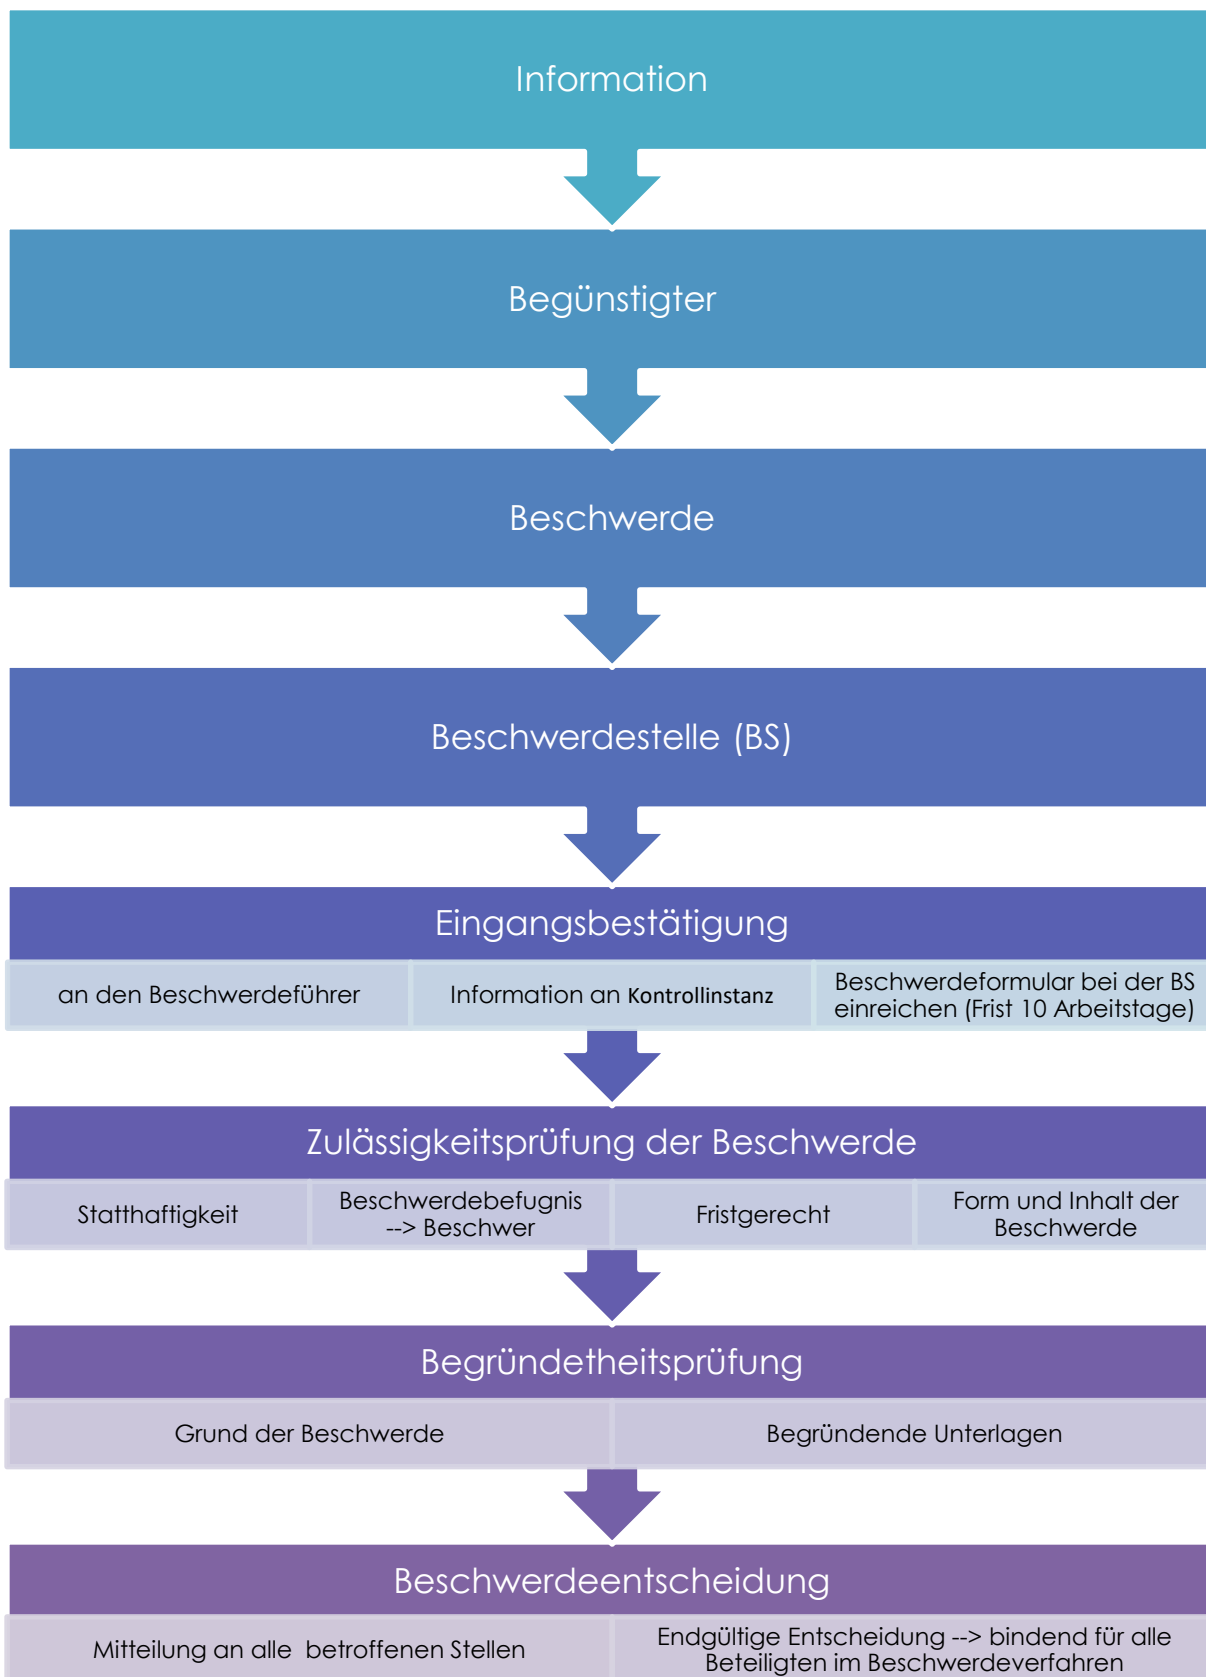 Information
Begünstigter
Beschwerde
Beschwerdestelle (BS)
Eingangsbestätigung
an den Beschwerdeführer
Information an Kontrollinstanz
Beschwerdeformular bei der BS
einreichen (Frist 10 Arbeitstage)
Zulässigkeitsprüfung der Beschwerde
Statthaftigkeit
Beschwerdebefugnis
--> Beschwer
Fristgerecht
Form und Inhalt der
Beschwerde
Begründetheitsprüfung
Grund der Beschwerde
Begründende Unterlagen
Beschwerdeentscheidung
Mitteilung an alle betroffenen Stellen
Endgültige Entscheidung --> bindend für alle
Beteiligten im Beschwerdeverfahren